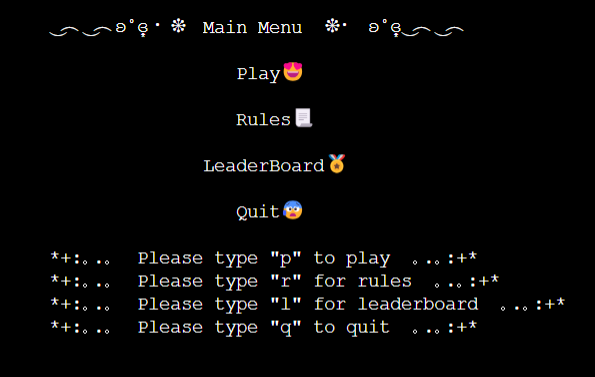 ︶︵︶ ︶︵︶ʚ˚̣̣̣ɞ・❉ Main Menu ❉・ ʚ˚̣̣̣ɞ︶︵︶ ︶︵︶
Play😍
Rules📃
LeaderBoard🏅
Quit😰
*+:｡.｡ Please type "p" to play ｡.｡:+*
*+:｡.｡ Please type "r" for rules ｡.｡:+*
*+:｡.｡ Please type "l" for leaderboard ｡.｡:+*
*+:｡.｡ Please type "q" to quit ｡.｡:+*